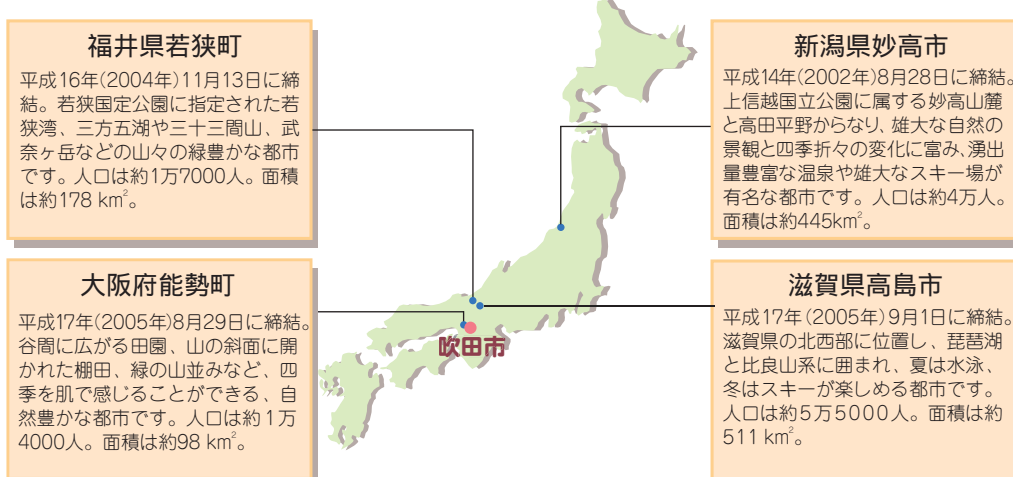 福井県若狭町
平成16年(2004年)11月13日に締
結。若狭国定公園に指定された若
狭湾、三方五湖や三十三間山、武
奈ヶ岳などの山々の緑豊かな都市
です。人口は約1万7000人。面積
は約178 km²。
新潟県妙高市
平成14年(2002年)8月28日に締結。
上信越国立公園に属する妙高山麓
と高田平野からなり、雄大な自然の
景観と四季折々の変化に富み、湧出
量豊富な温泉や雄大なスキー場が
有名な都市です。人口は約4万人。
面積は約445km²。
大阪府能勢町
平成17年(2005年)8月29日に締結。
谷間に広がる田園、山の斜面に開
かれた棚田、緑の山並みなど、四
季を肌で感じることができる、自
然豊かな都市です。人口は約1万
4000人。面積は約98 km²。
吹田市
滋賀県高島市
平成17年(2005年)9月1日に締結。
滋賀県の北西部に位置し、琵琶湖
と比良山系に囲まれ、夏は水泳、
冬はスキーが楽しめる都市です。
人口は約5万5000人。面積は約
511 km²。